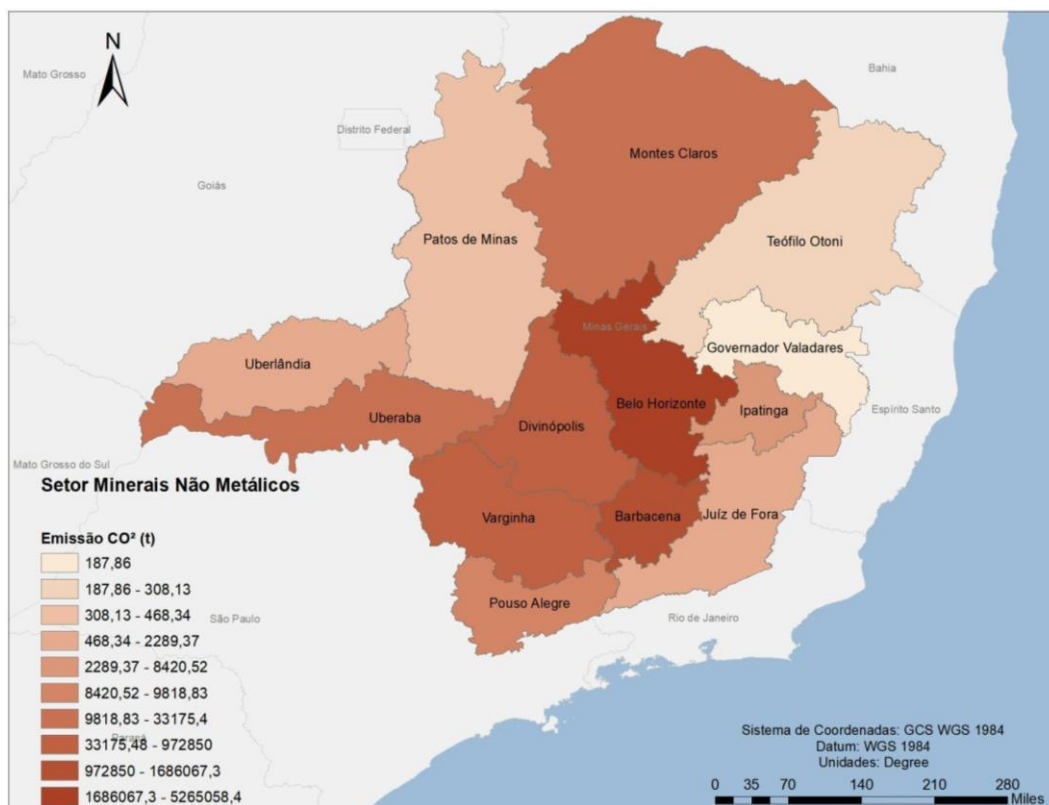 N
Mato Grosso
Bahia
Distrito Federal
Montes Claros
Goiás
Patos de Minas
Teófilo Otoni
Minas Gerais
Governador Valadares
Uberlândia
Belo Horizonte
Ipatinga
Espírito Santo
Uberaba
Divinópolis
Mato Grosso do Sul
Setor Minerais Não Metálicos
Varginha
Barbacena
Juíz de Fora
Emissão CO² (t)
187,86
187,86 - 308,13
308,13 - 468,34
468,34 - 2289,37
2289,37 - 8420,52
8420,52 - 9818,83
9818,83 - 33175,4
33175,48 - 972850
972850 - 1686067,3
1686067,3 - 5265058,4
Pouso Alegre
São Paulo
Rio de Janeiro
Paraná
Sistema de Coordenadas: GCS WGS 1984
Datum: WGS 1984
Unidades: Degree
0 35 70 140 210 280
Miles